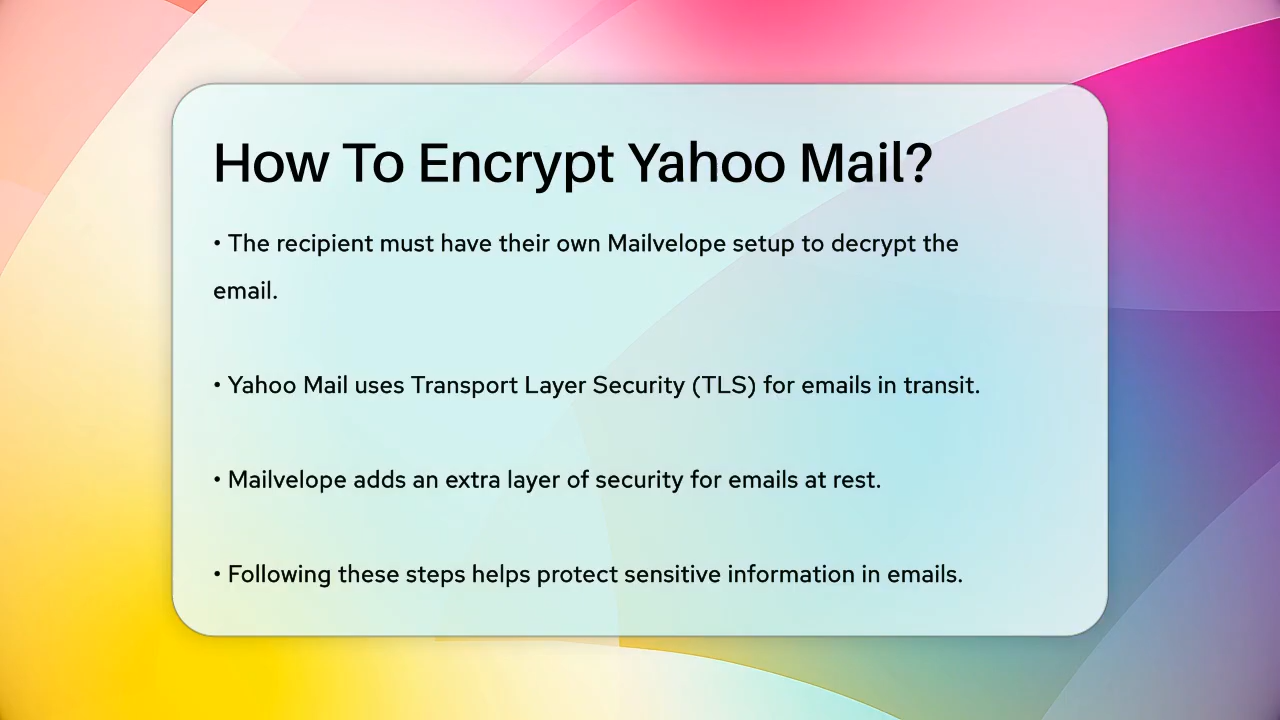 How To Encrypt Yahoo Mail?
• The recipient must have their own Mailvelope setup to decrypt the
email.
• Yahoo Mail uses Transport Layer Security (TLS) for emails in transit.
• Mailvelope adds an extra layer of security for emails at rest.
• Following these steps helps protect sensitive information in emails.